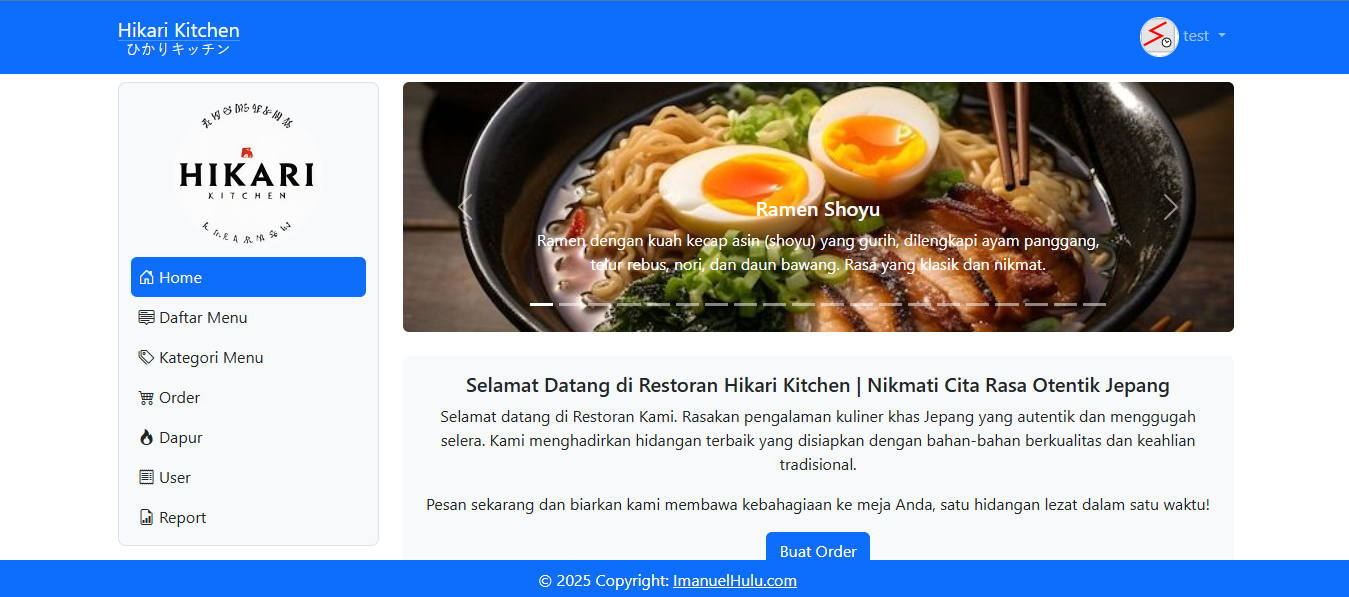 Hikari Kitchen
ひかりキッチン
test
HIKARI
KITCHEN
Home
Daftar Menu
Kategori Menu
Order
Dapur
User
Report
Ramen Shoyu
Ramen dengan kuah kecap asin (shoyu) yang gurih, dilengkapi ayam panggang,
telur rebus, nori, dan daun bawang. Rasa yang klasik dan nikmat.
Selamat Datang di Restoran Hikari Kitchen | Nikmati Cita Rasa Otentik Jepang
Selamat datang di Restoran Kami. Rasakan pengalaman kuliner khas Jepang yang autentik dan menggugah
selera. Kami menghadirkan hidangan terbaik yang disiapkan dengan bahan-bahan berkualitas dan keahlian
tradisional.
Pesan sekarang dan biarkan kami membawa kebahagiaan ke meja Anda, satu hidangan lezat dalam satu waktu!
Buat Order
© 2025 Copyright: ImanuelHulu.com